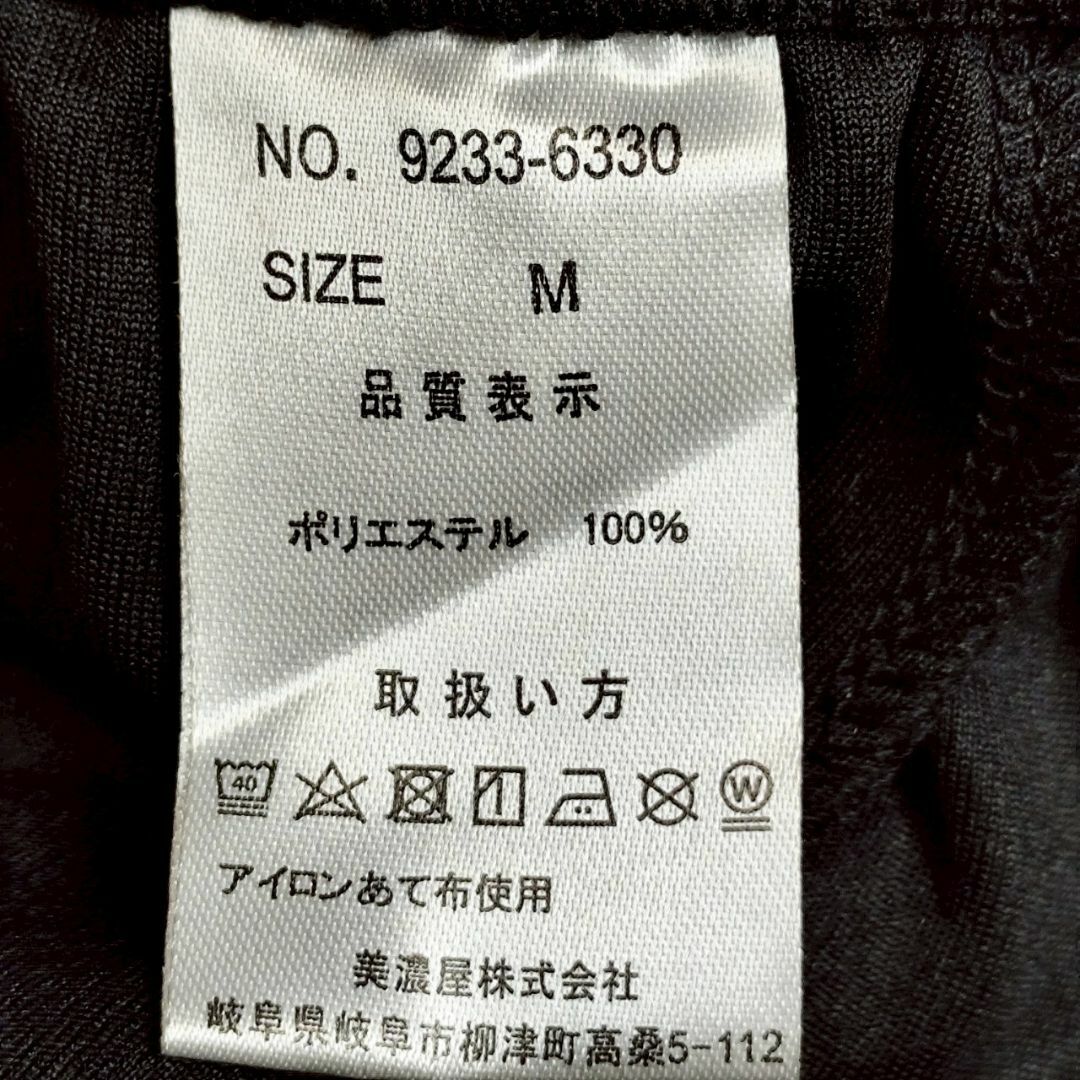 NO. 9233-6330
SIZE M
品質表示
ポリエステル 100%
取扱い方
40 W
アイロンあて布使用
美濃屋株式会社
岐阜県岐阜市柳津町高桑5-112